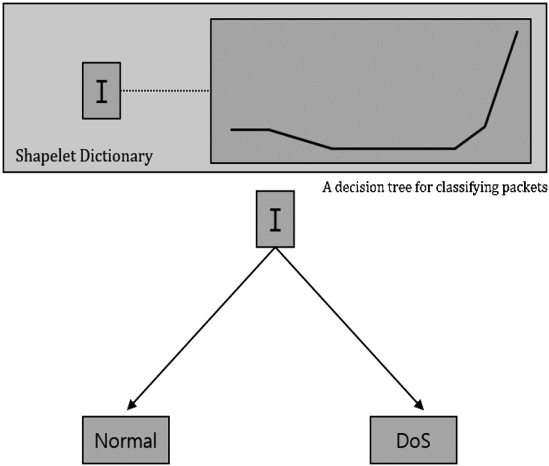 I
Shapelet Dictionary
A decision tree for classifying packets
I
Normal
DoS